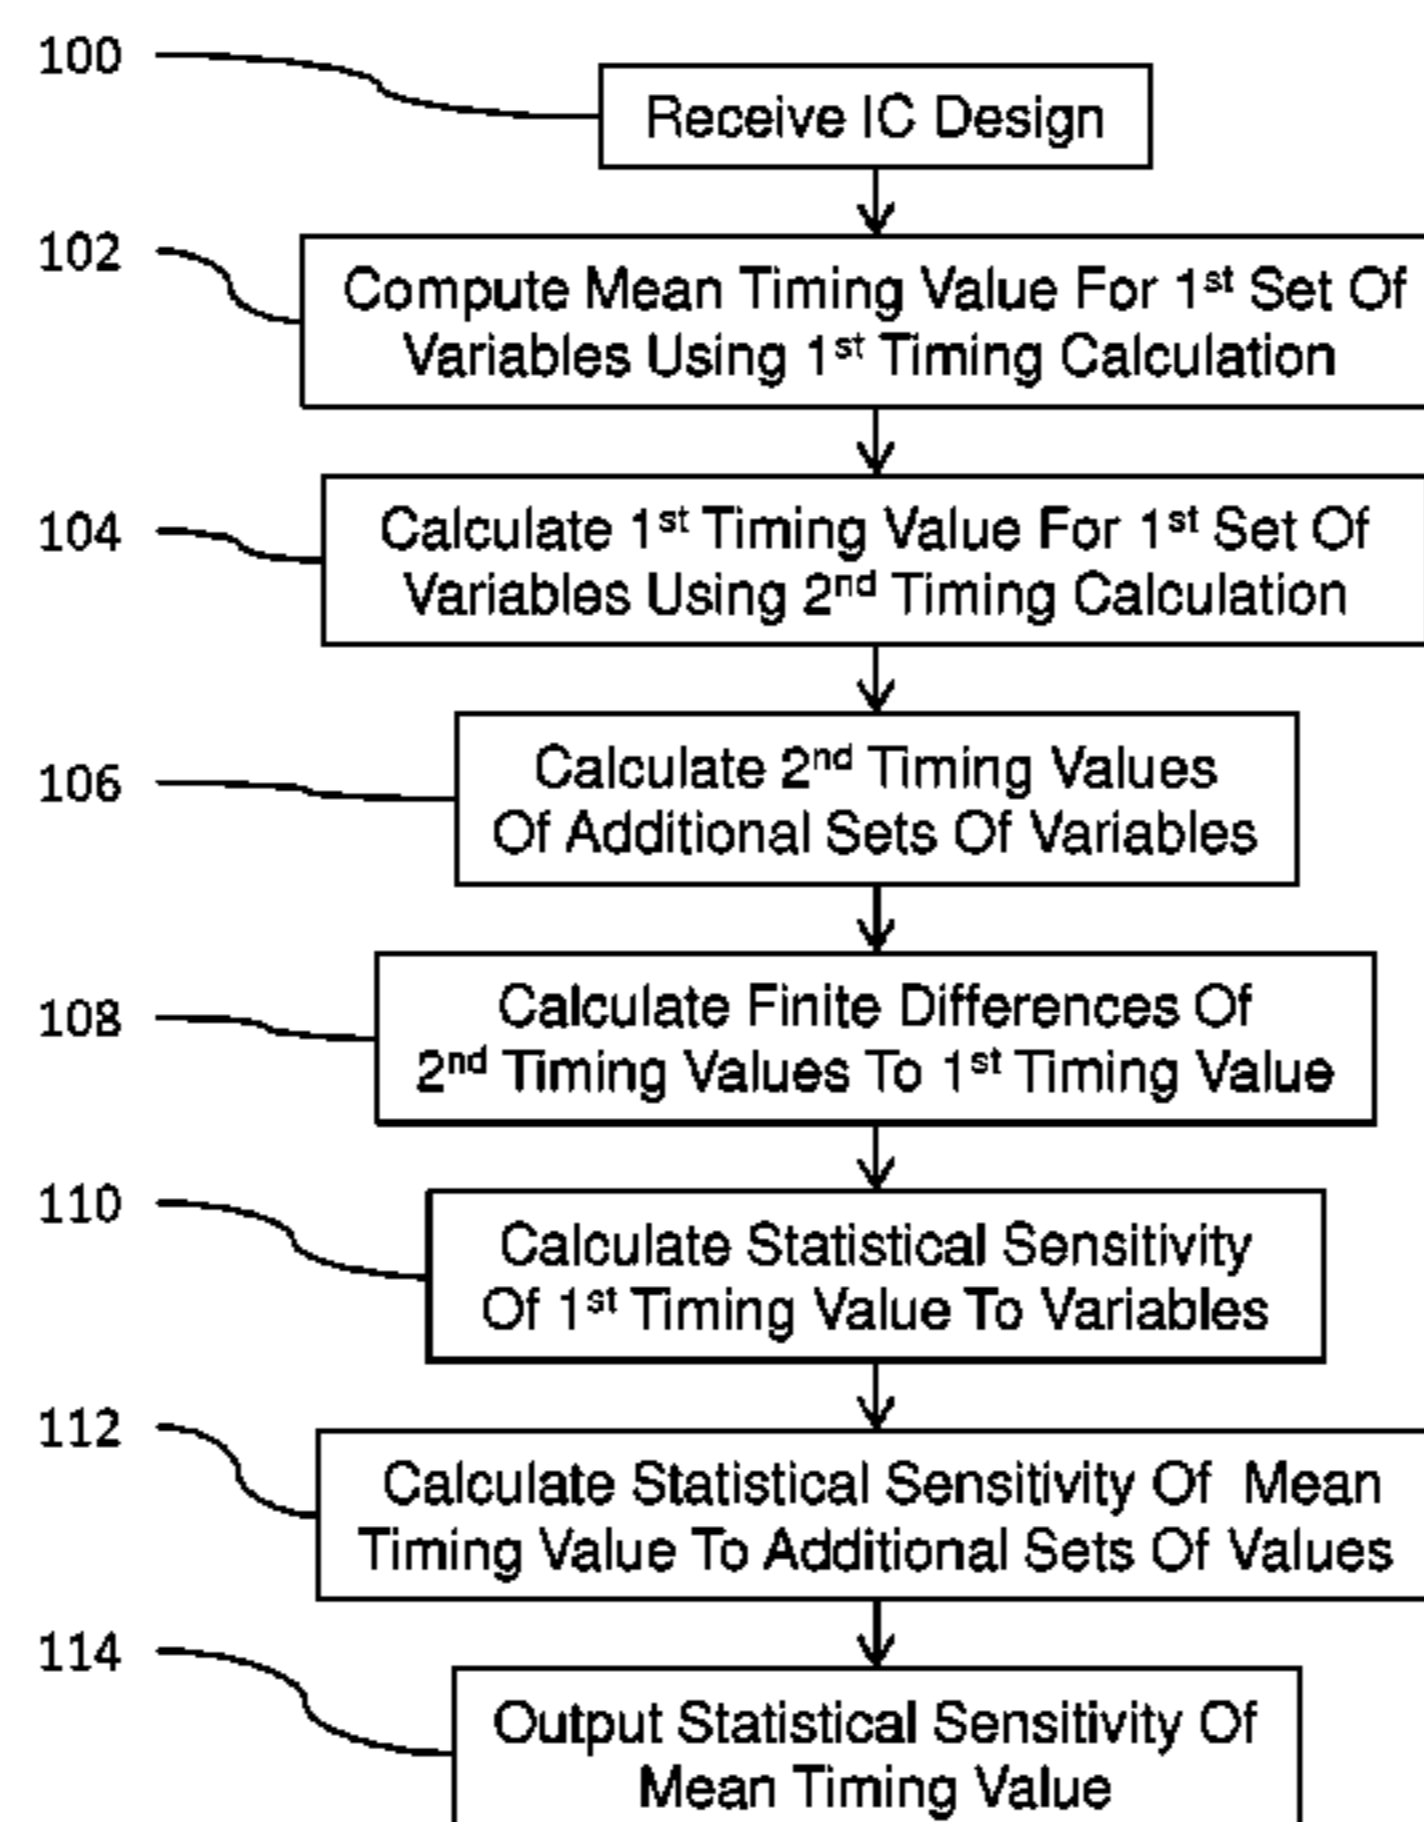 100
Receive IC Design
102
Compute Mean Timing Value For 1st Set Of
Variables Using 1st Timing Calculation
104
Calculate 1st Timing Value For 1st Set Of
Variables Using 2nd Timing Calculation
106
Calculate 2nd Timing Values
Of Additional Sets Of Variables
108
Calculate Finite Differences Of
2nd Timing Values To 1st Timing Value
110
Calculate Statistical Sensitivity
Of 1st Timing Value To Variables
112
Calculate Statistical Sensitivity Of Mean
Timing Value To Additional Sets Of Values
114
Output Statistical Sensitivity Of
Mean Timing Value